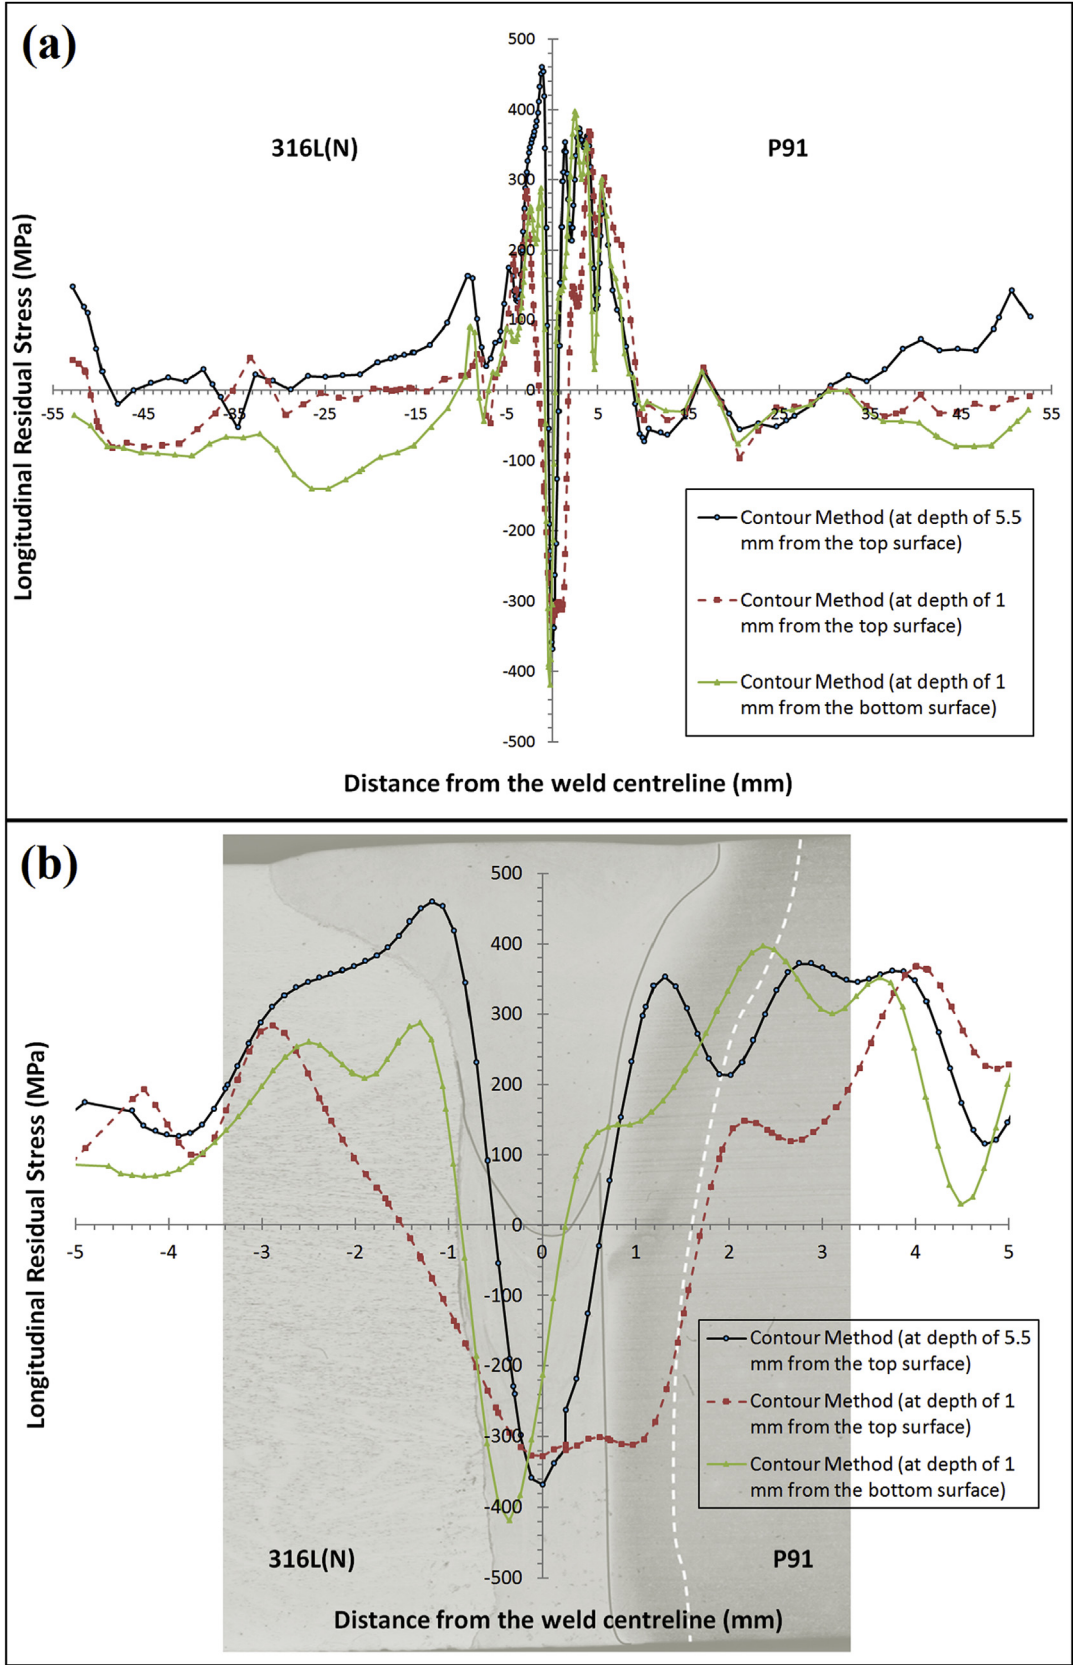 (a)
500
400
300
200
100
0
-100
-200
-300
-400
-500
-55
-45
-35
-25
-15
-5
5
15
25
35
45
55
316L(N)
P91
Longitudinal Residual Stress (MPa)
Contour Method (at depth of 5.5
mm from the top surface)
Contour Method (at depth of 1
mm from the top surface)
Contour Method (at depth of 1
mm from the bottom surface)
Distance from the weld centreline (mm)
(b)
500
400
300
200
100
0
-100
-200
-300
-400
-500
-5
-4
-3
-2
-1
0
1
2
3
4
5
Longitudinal Residual Stress (MPa)
Contour Method (at depth of 5.5
mm from the top surface)
Contour Method (at depth of 1
mm from the top surface)
Contour Method (at depth of 1
mm from the bottom surface)
316L(N)
P91
Distance from the weld centreline (mm)